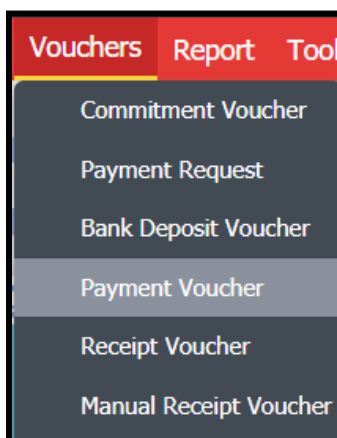 Vouchers Report Tool
Commitment Voucher
Payment Request
Bank Deposit Voucher
Payment Voucher
Receipt Voucher
Manual Receipt Voucher